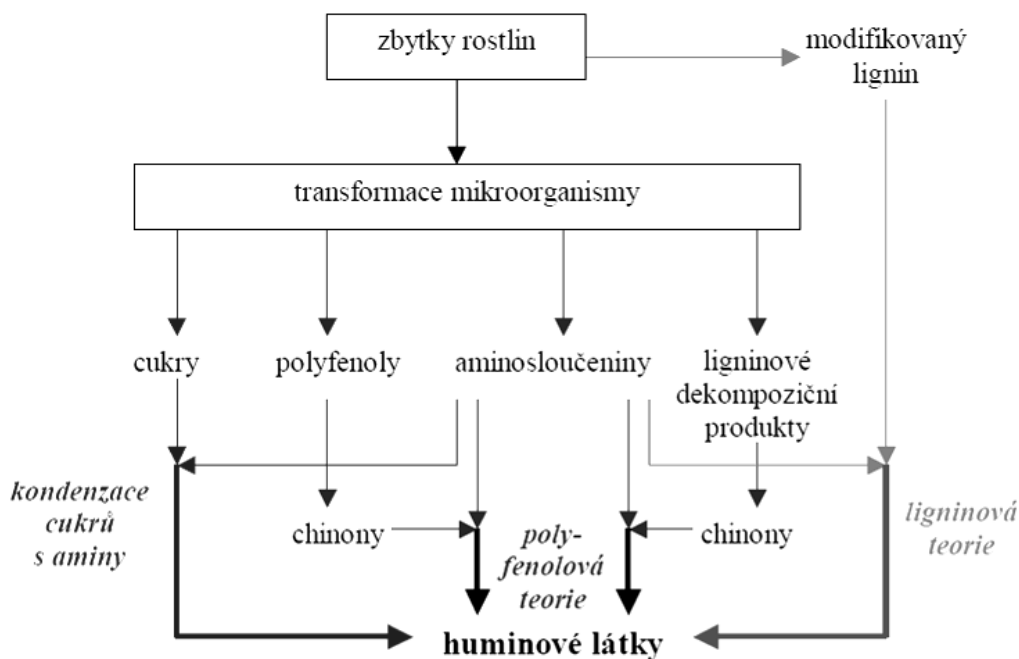 zbytky rostlin
modifikovaný
lignin
transformace mikroorganismy
cukry
polyfenoly
aminosloučeniny
ligninové
dekompoziční
produkty
kondenzace
cukrů
s aminy
chinony
poly-
fenolová
teorie
chinony
ligninová
teorie
huminové látky